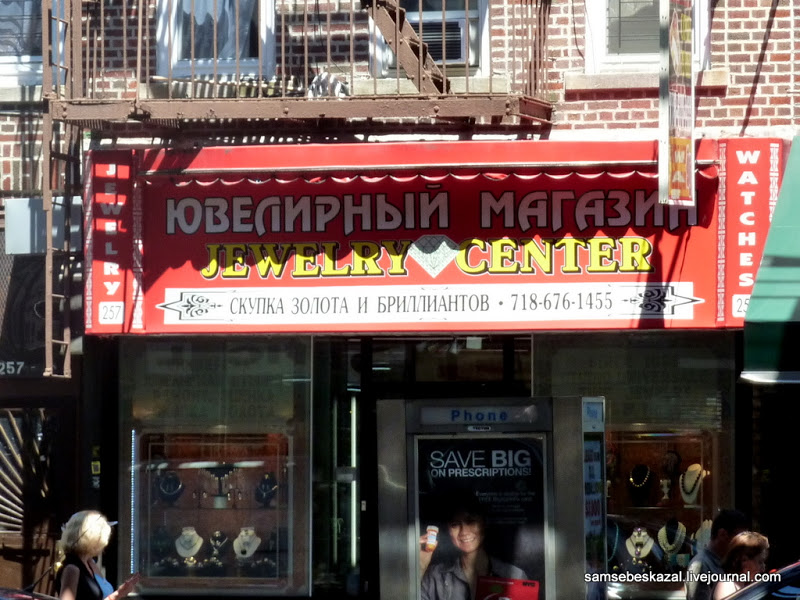 ЮВЕЛИРНЫЙ МАГАЗИН
JEWELRY CENTER
СКУПКА ЗОЛОТА И БРИЛЛИАНТОВ • 718-676-1455
JEWELRY
257
WATCHES
257
Phone
SAVE BIG
ON PRESCRIPTIONS!
samsebeskazal.livejournal.com